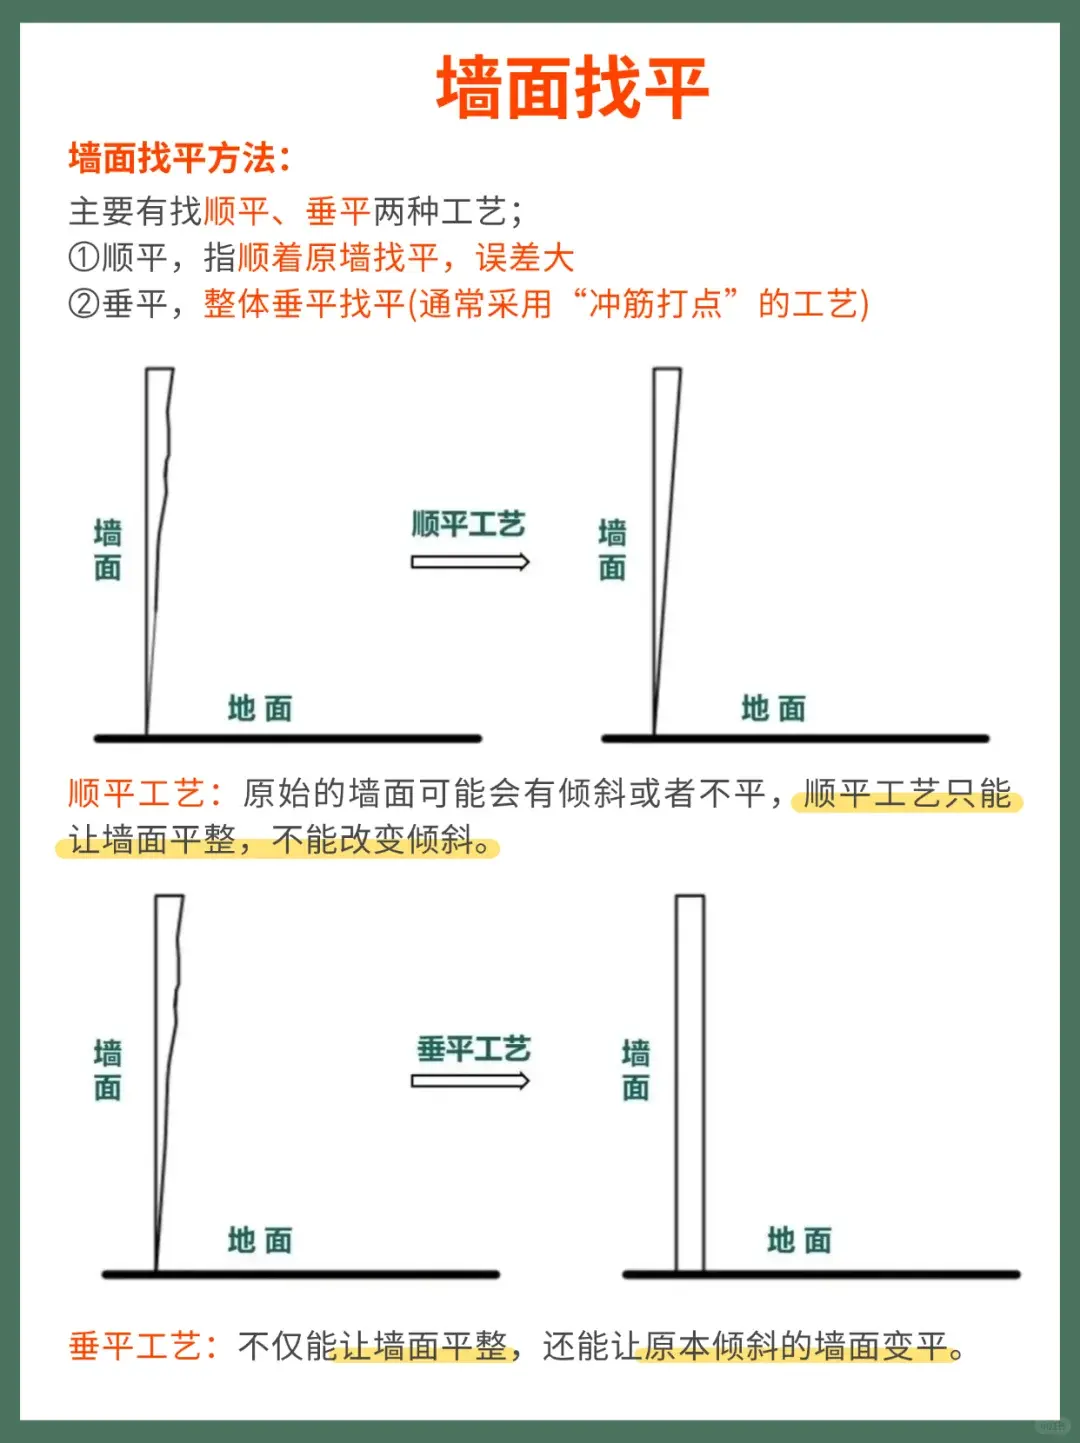 墙面找平
墙面找平方法：
主要有找顺平、垂平两种工艺；
①顺平，指顺着原墙找平，误差大
②垂平，整体垂平找平(通常采用“冲筋打点”的工艺)
墙面
顺平工艺
墙面
地面
地面
顺平工艺：原始的墙面可能会有倾斜或者不平，顺平工艺只能
让墙面平整，不能改变倾斜。
墙面
垂平工艺
墙面
地面
地面
垂平工艺：不仅能让墙面平整，还能让原本倾斜的墙面变平。